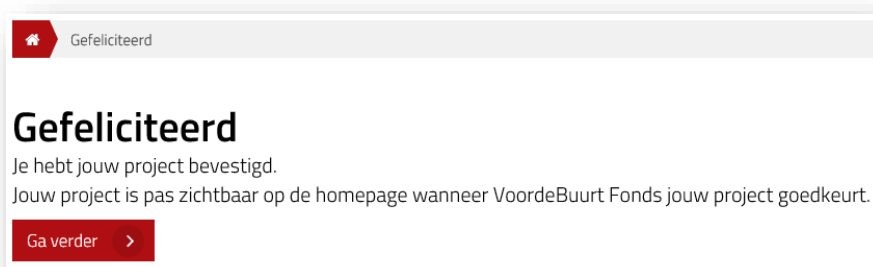 Gefeliciteerd
Gefeliciteerd
Je hebt jouw project bevestigd.
Jouw project is pas zichtbaar op de homepage wanneer VoordeBuurt Fonds jouw project goedkeurt.
Ga verder